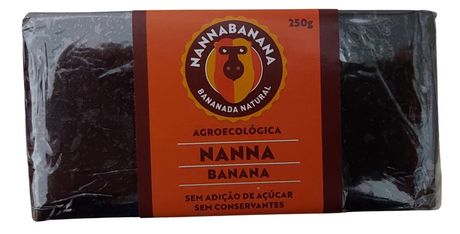 250g
NANNABANANA
BANANADA NATURAL
AGROECOLÓGICA
NANNA
BANANA
SEM ADIÇÃO DE AÇÚCAR
SEM CONSERVANTES